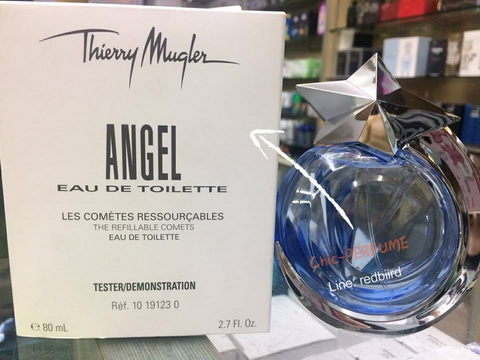 Thierry Mugler
ANGEL
EAU DE TOILETTE
LES COMÈTES RESSOURÇABLES
THE REFILLABLE COMETS
EAU DE TOILETTE
TESTER/DEMONSTRATION
Réf. 10 19123 0
℮ 80 mL 2.7 Fl. Oz.
Chic-PERFUME
Line: redbiird